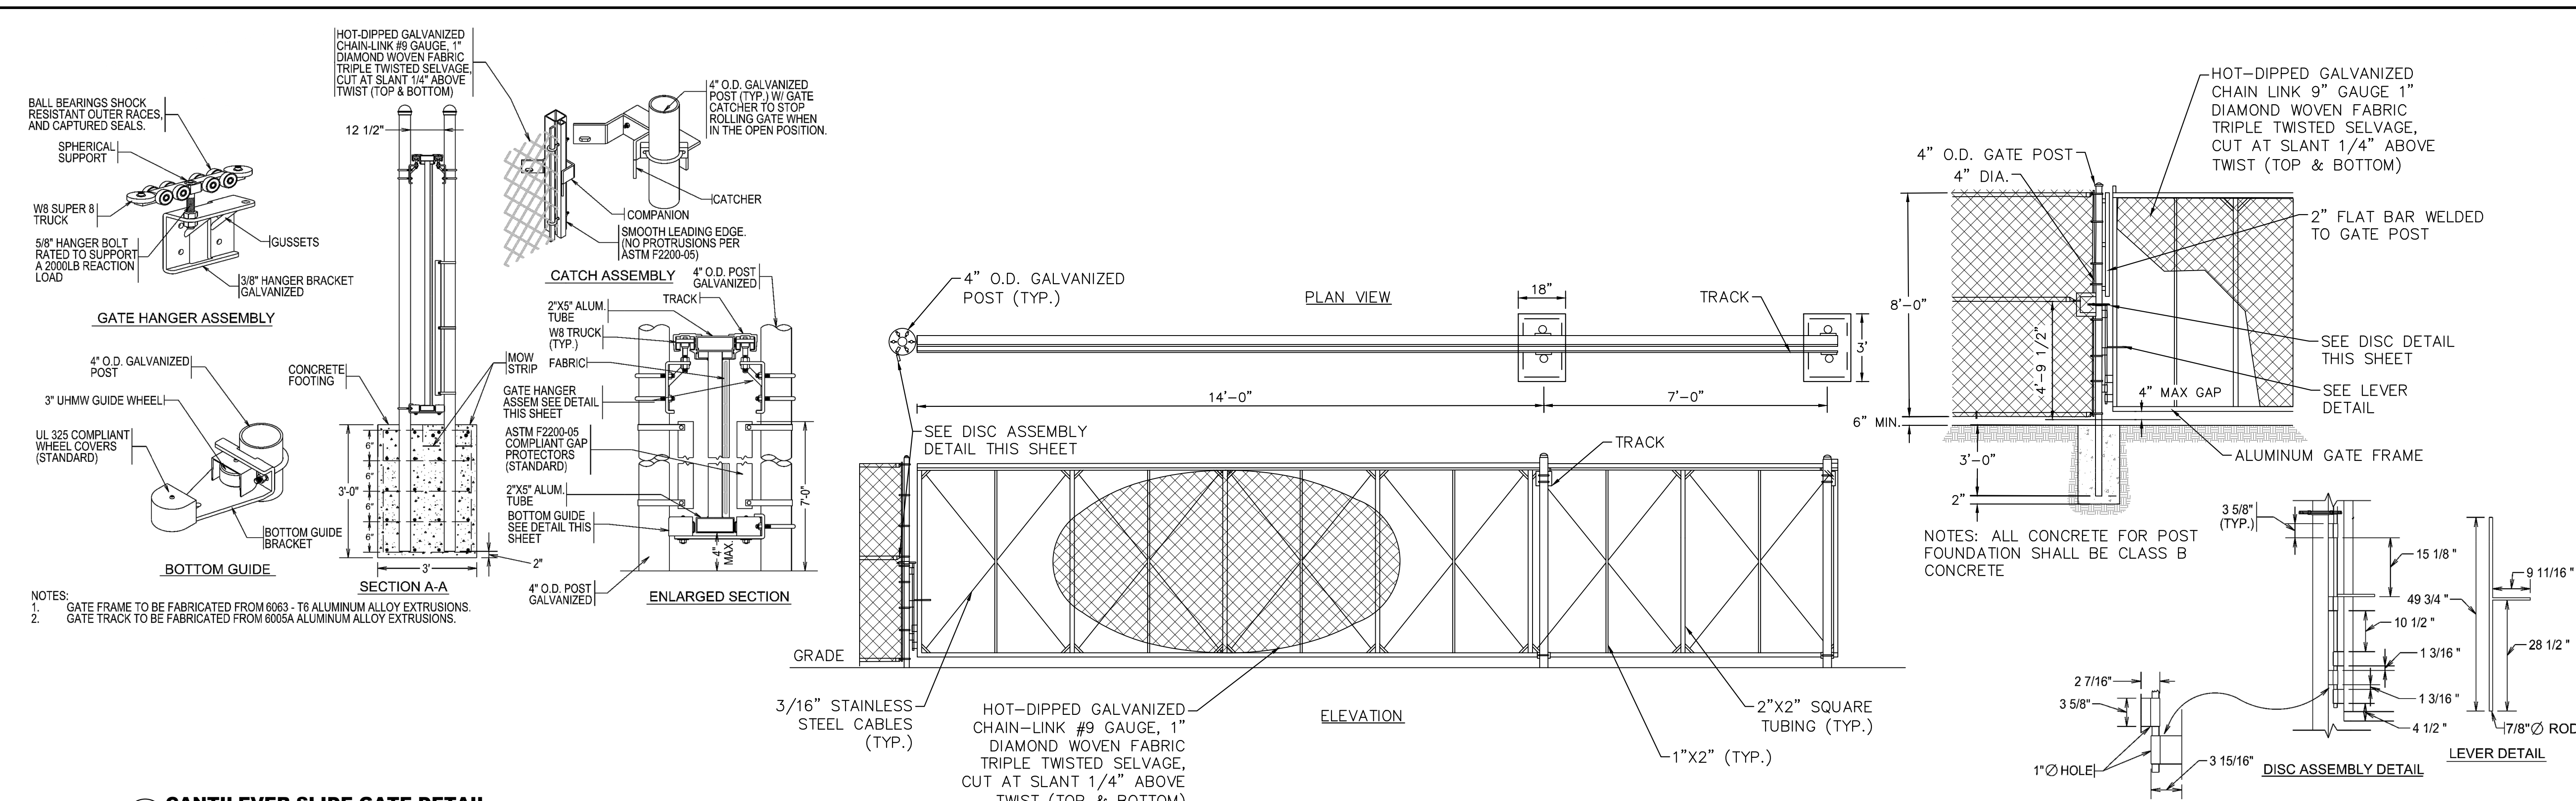 HOT-DIPPED GALVANIZED
CHAIN-LINK #9 GAUGE, 1"
DIAMOND WOVEN FABRIC
TRIPLE TWISTED SELVAGE,
CUT AT SLANT 1/4" ABOVE
TWIST (TOP & BOTTOM)
BALL BEARINGS SHOCK
RESISTANT OUTER RACES,
AND CAPTURED SEALS.
SPHERICAL
SUPPORT
W8 SUPER 8
TRUCK
5/8" HANGER BOLT
RATED TO SUPPORT
A 2000LB REACTION
LOAD
GUSSETS
3/8" HANGER BRACKET
GALVANIZED
GATE HANGER ASSEMBLY
4" O.D. GALVANIZED
POST
3" UHMW GUIDE WHEEL
UL 325 COMPLIANT
WHEEL COVERS
(STANDARD)
BOTTOM GUIDE
BRACKET
BOTTOM GUIDE
12 1/2"
CONCRETE
FOOTING
MOW
STRIP
6"
6"
6"
6"
3'-0"
2"
3'
SECTION A-A
NOTES:
1. GATE FRAME TO BE FABRICATED FROM 6063 - T6 ALUMINUM ALLOY EXTRUSIONS.
2. GATE TRACK TO BE FABRICATED FROM 6005A ALUMINUM ALLOY EXTRUSIONS.
4" O.D. GALVANIZED
POST (TYP.) W/ GATE
CATCHER TO STOP
ROLLING GATE WHEN
IN THE OPEN POSITION.
CATCHER
COMPANION
SMOOTH LEADING EDGE.
(NO PROTRUSIONS PER
ASTM F2200-05)
CATCH ASSEMBLY
4" O.D. POST
GALVANIZED
TRACK
2"X5" ALUM.
TUBE
W8 TRUCK
(TYP.)
FABRIC
GATE HANGER
ASSEM SEE DETAIL
THIS SHEET
ASTM F2200-05
COMPLIANT GAP
PROTECTORS
(STANDARD)
2"X5" ALUM.
TUBE
BOTTOM GUIDE
SEE DETAIL THIS
SHEET
4" O.D. POST
GALVANIZED
4"
MAX.
7'-0"
ENLARGED SECTION
4" O.D. GALVANIZED
POST (TYP.)
PLAN VIEW
18"
TRACK
3'
14'-0"
7'-0"
SEE DISC ASSEMBLY
DETAIL THIS SHEET
TRACK
GRADE
3/16" STAINLESS
STEEL CABLES
(TYP.)
HOT-DIPPED GALVANIZED
CHAIN-LINK #9 GAUGE, 1"
DIAMOND WOVEN FABRIC
TRIPLE TWISTED SELVAGE,
CUT AT SLANT 1/4" ABOVE
TWIST (TOP & BOTTOM)
ELEVATION
2"X2" SQUARE
TUBING (TYP.)
1"X2" (TYP.)
HOT-DIPPED GALVANIZED
CHAIN LINK 9" GAUGE 1"
DIAMOND WOVEN FABRIC
TRIPLE TWISTED SELVAGE,
CUT AT SLANT 1/4" ABOVE
TWIST (TOP & BOTTOM)
4" O.D. GATE POST
4" DIA.
2" FLAT BAR WELDED
TO GATE POST
8'-0"
4'-9 1/2"
4" MAX GAP
SEE DISC DETAIL
THIS SHEET
SEE LEVER
DETAIL
6" MIN.
3'-0"
2"
ALUMINUM GATE FRAME
NOTES: ALL CONCRETE FOR POST
FOUNDATION SHALL BE CLASS B
CONCRETE
3 5/8"
(TYP.)
15 1/8 "
10 1/2 "
1 3/16 "
1 3/16 "
4 1/2 "
2 7/16"
3 5/8"
1"Ø HOLE
3 15/16"
DISC ASSEMBLY DETAIL
49 3/4 "
9 11/16 "
28 1/2 "
7/8"Ø ROD
LEVER DETAIL
CANTILEVER SLIDE GATE DETAIL